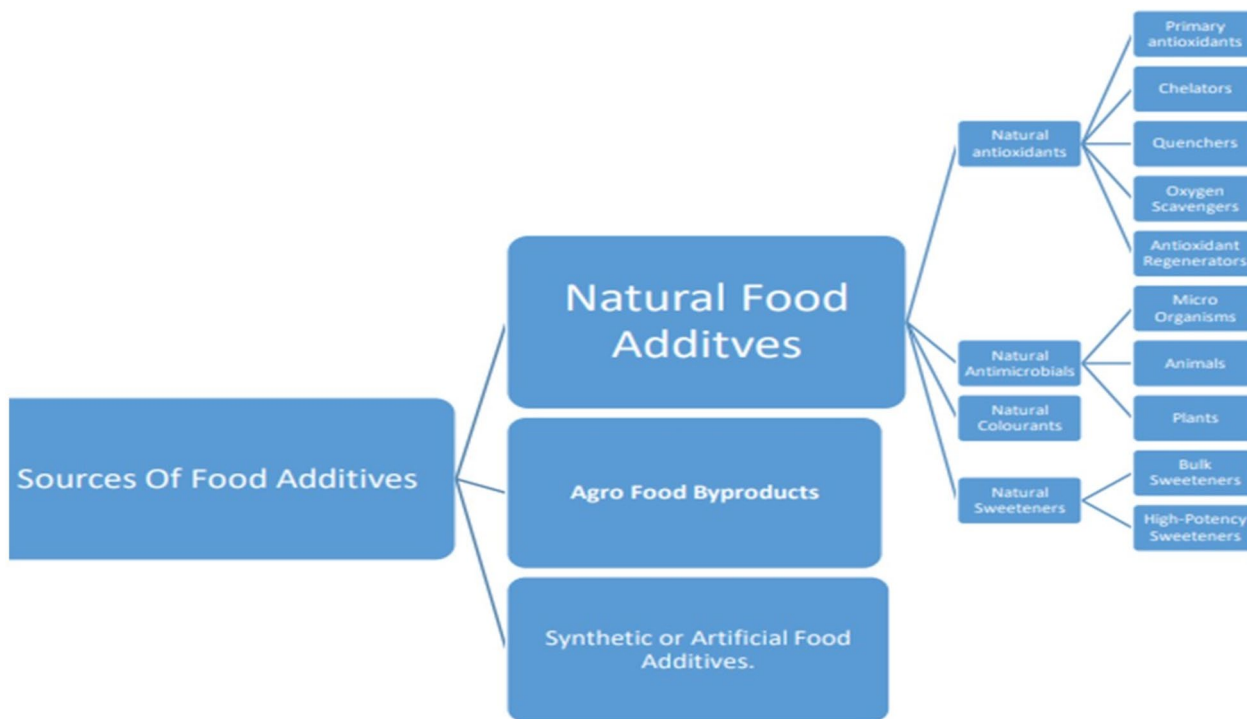 Sources Of Food Additives
Natural Food
Additves
Agro Food Byproducts
Synthetic or Artificial Food
Additives.
Natural
antioxidants
Natural
Antimicrobials
Natural
Colourants
Natural
Sweeteners
Primary
antioxidants
Chelators
Quenchers
Oxygen
Scavengers
Antioxidant
Regenerators
Micro
Organisms
Animals
Plants
Bulk
Sweeteners
High-Potency
Sweeteners